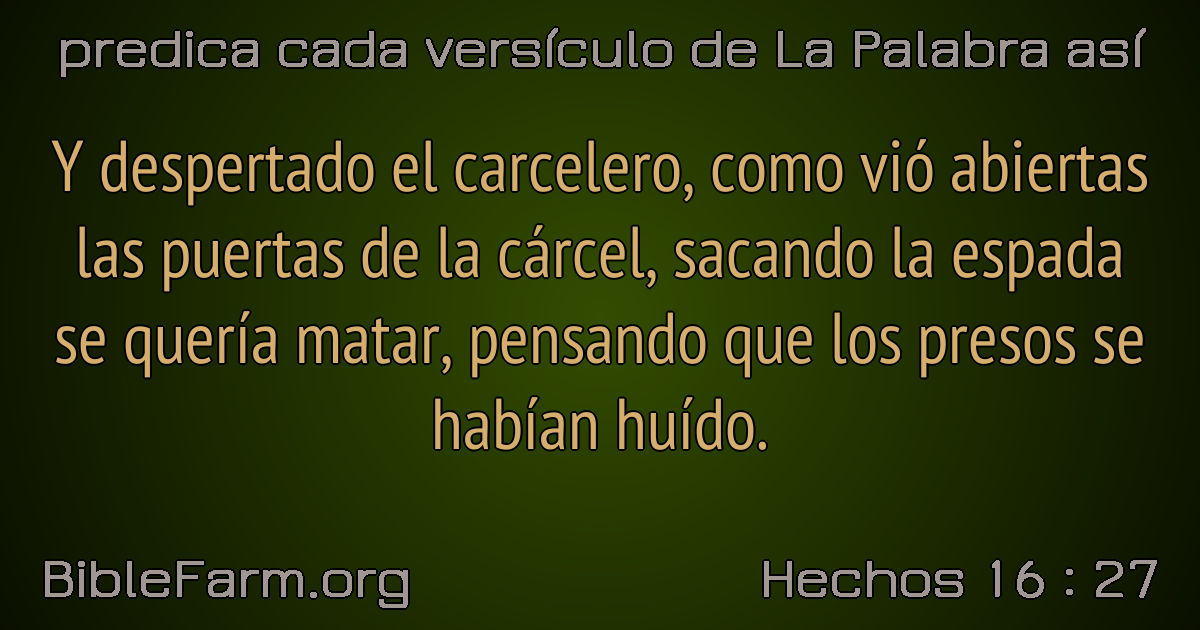 predica cada versículo de La Palabra así
Y despertado el carcelero, como vió abiertas
las puertas de la cárcel, sacando la espada
se quería matar, pensando que los presos se
habían huído.
BibleFarm.org
Hechos 16 : 27